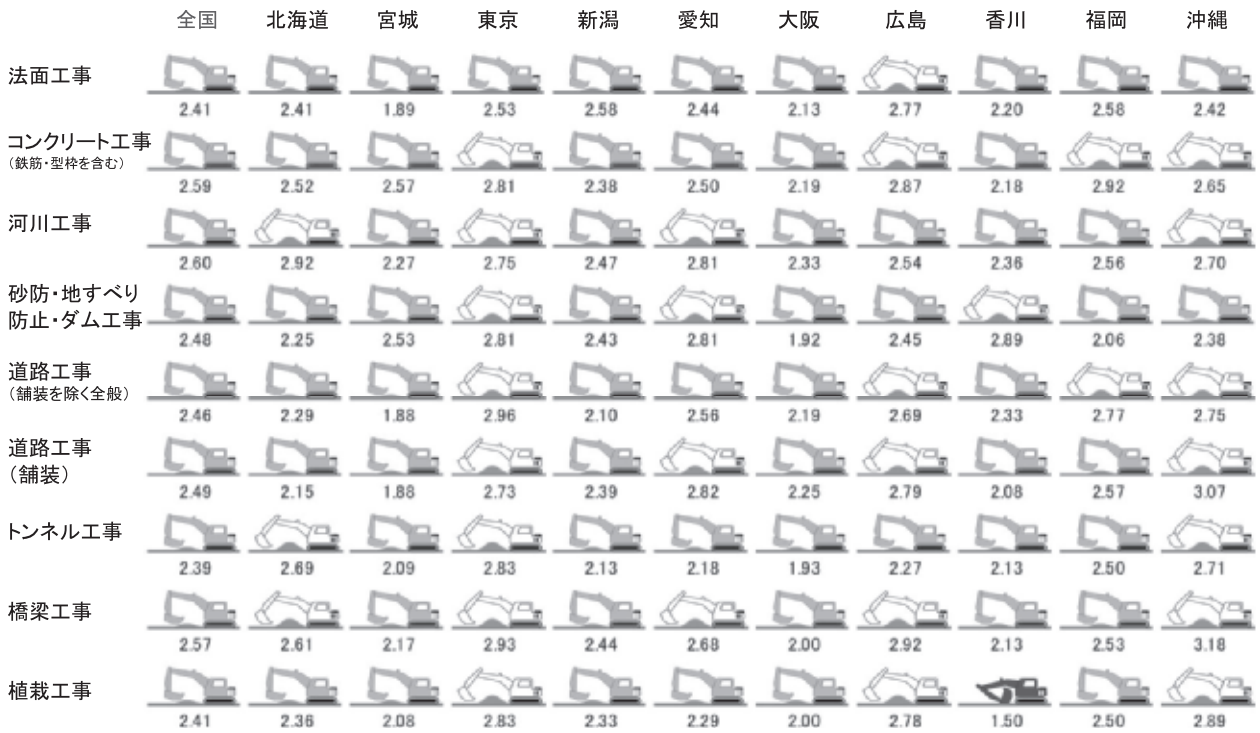 全国 北海道 宮城 東京 新潟 愛知 大阪 広島 香川 福岡 沖縄
法面工事
2.41 2.41 1.89 2.53 2.58 2.44 2.13 2.77 2.20 2.58 2.42
コンクリート工事
（鉄筋・型枠を含む）
2.59 2.52 2.57 2.81 2.38 2.50 2.19 2.87 2.18 2.92 2.65
河川工事
2.60 2.92 2.27 2.75 2.47 2.81 2.33 2.54 2.36 2.56 2.70
砂防・地すべり
防止・ダム工事
2.48 2.25 2.53 2.81 2.43 2.81 1.92 2.45 2.89 2.06 2.38
道路工事
（舗装を除く全般）
2.46 2.29 1.88 2.96 2.10 2.56 2.19 2.69 2.33 2.77 2.75
道路工事
（舗装）
2.49 2.15 1.88 2.73 2.39 2.82 2.25 2.79 2.08 2.57 3.07
トンネル工事
2.39 2.69 2.09 2.83 2.13 2.18 1.93 2.27 2.13 2.50 2.71
橋梁工事
2.57 2.61 2.17 2.93 2.44 2.68 2.00 2.92 2.13 2.53 3.18
植栽工事
2.41 2.36 2.08 2.83 2.33 2.29 2.00 2.78 1.50 2.50 2.89